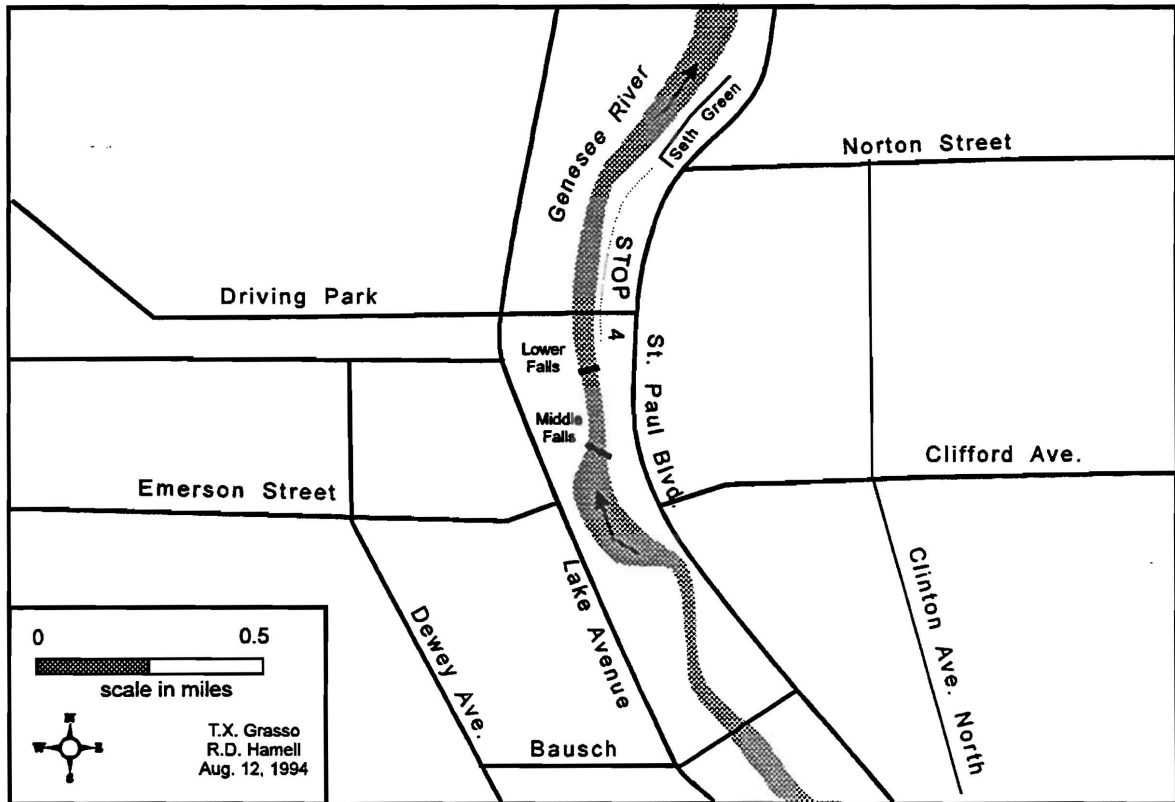 Genesee River
Seth Green
Norton Street
STOP
4
Driving Park
Lower
Falls
St. Paul Blvd.
Middle
Falls
Clifford Ave.
Emerson Street
Lake Avenue
Clinton Ave. North
Dewey Ave.
Bausch
0 0.5
scale in miles
N
W E
S
T.X. Grasso
R.D. Hamell
Aug. 12, 1994